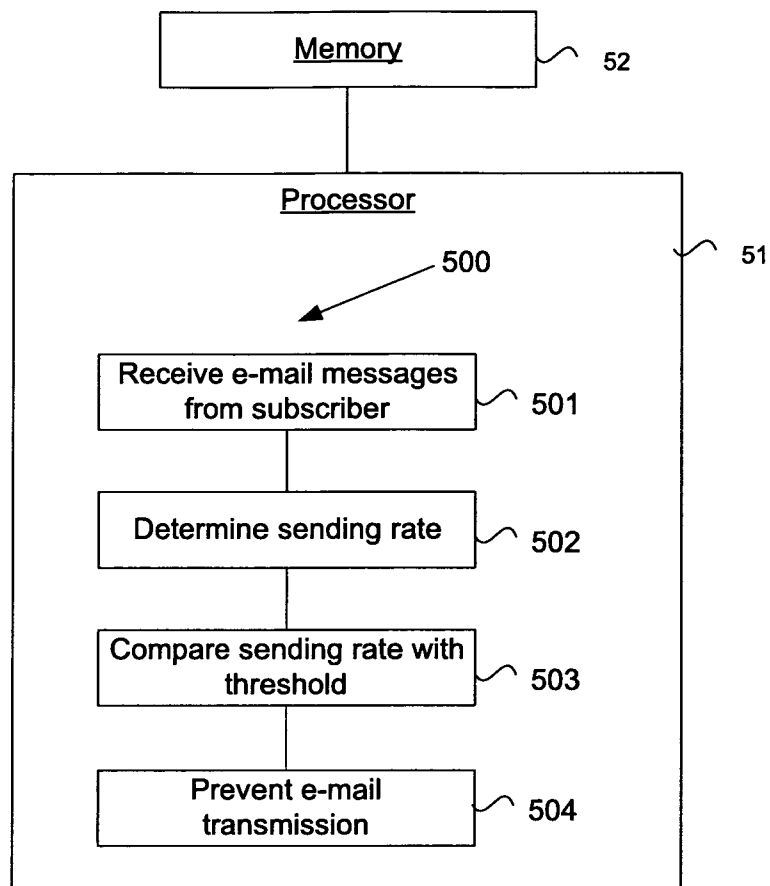 Memory
52
Processor
51
500
Receive e-mail messages
from subscriber
501
Determine sending rate
502
Compare sending rate with
threshold
503
Prevent e-mail
transmission
504